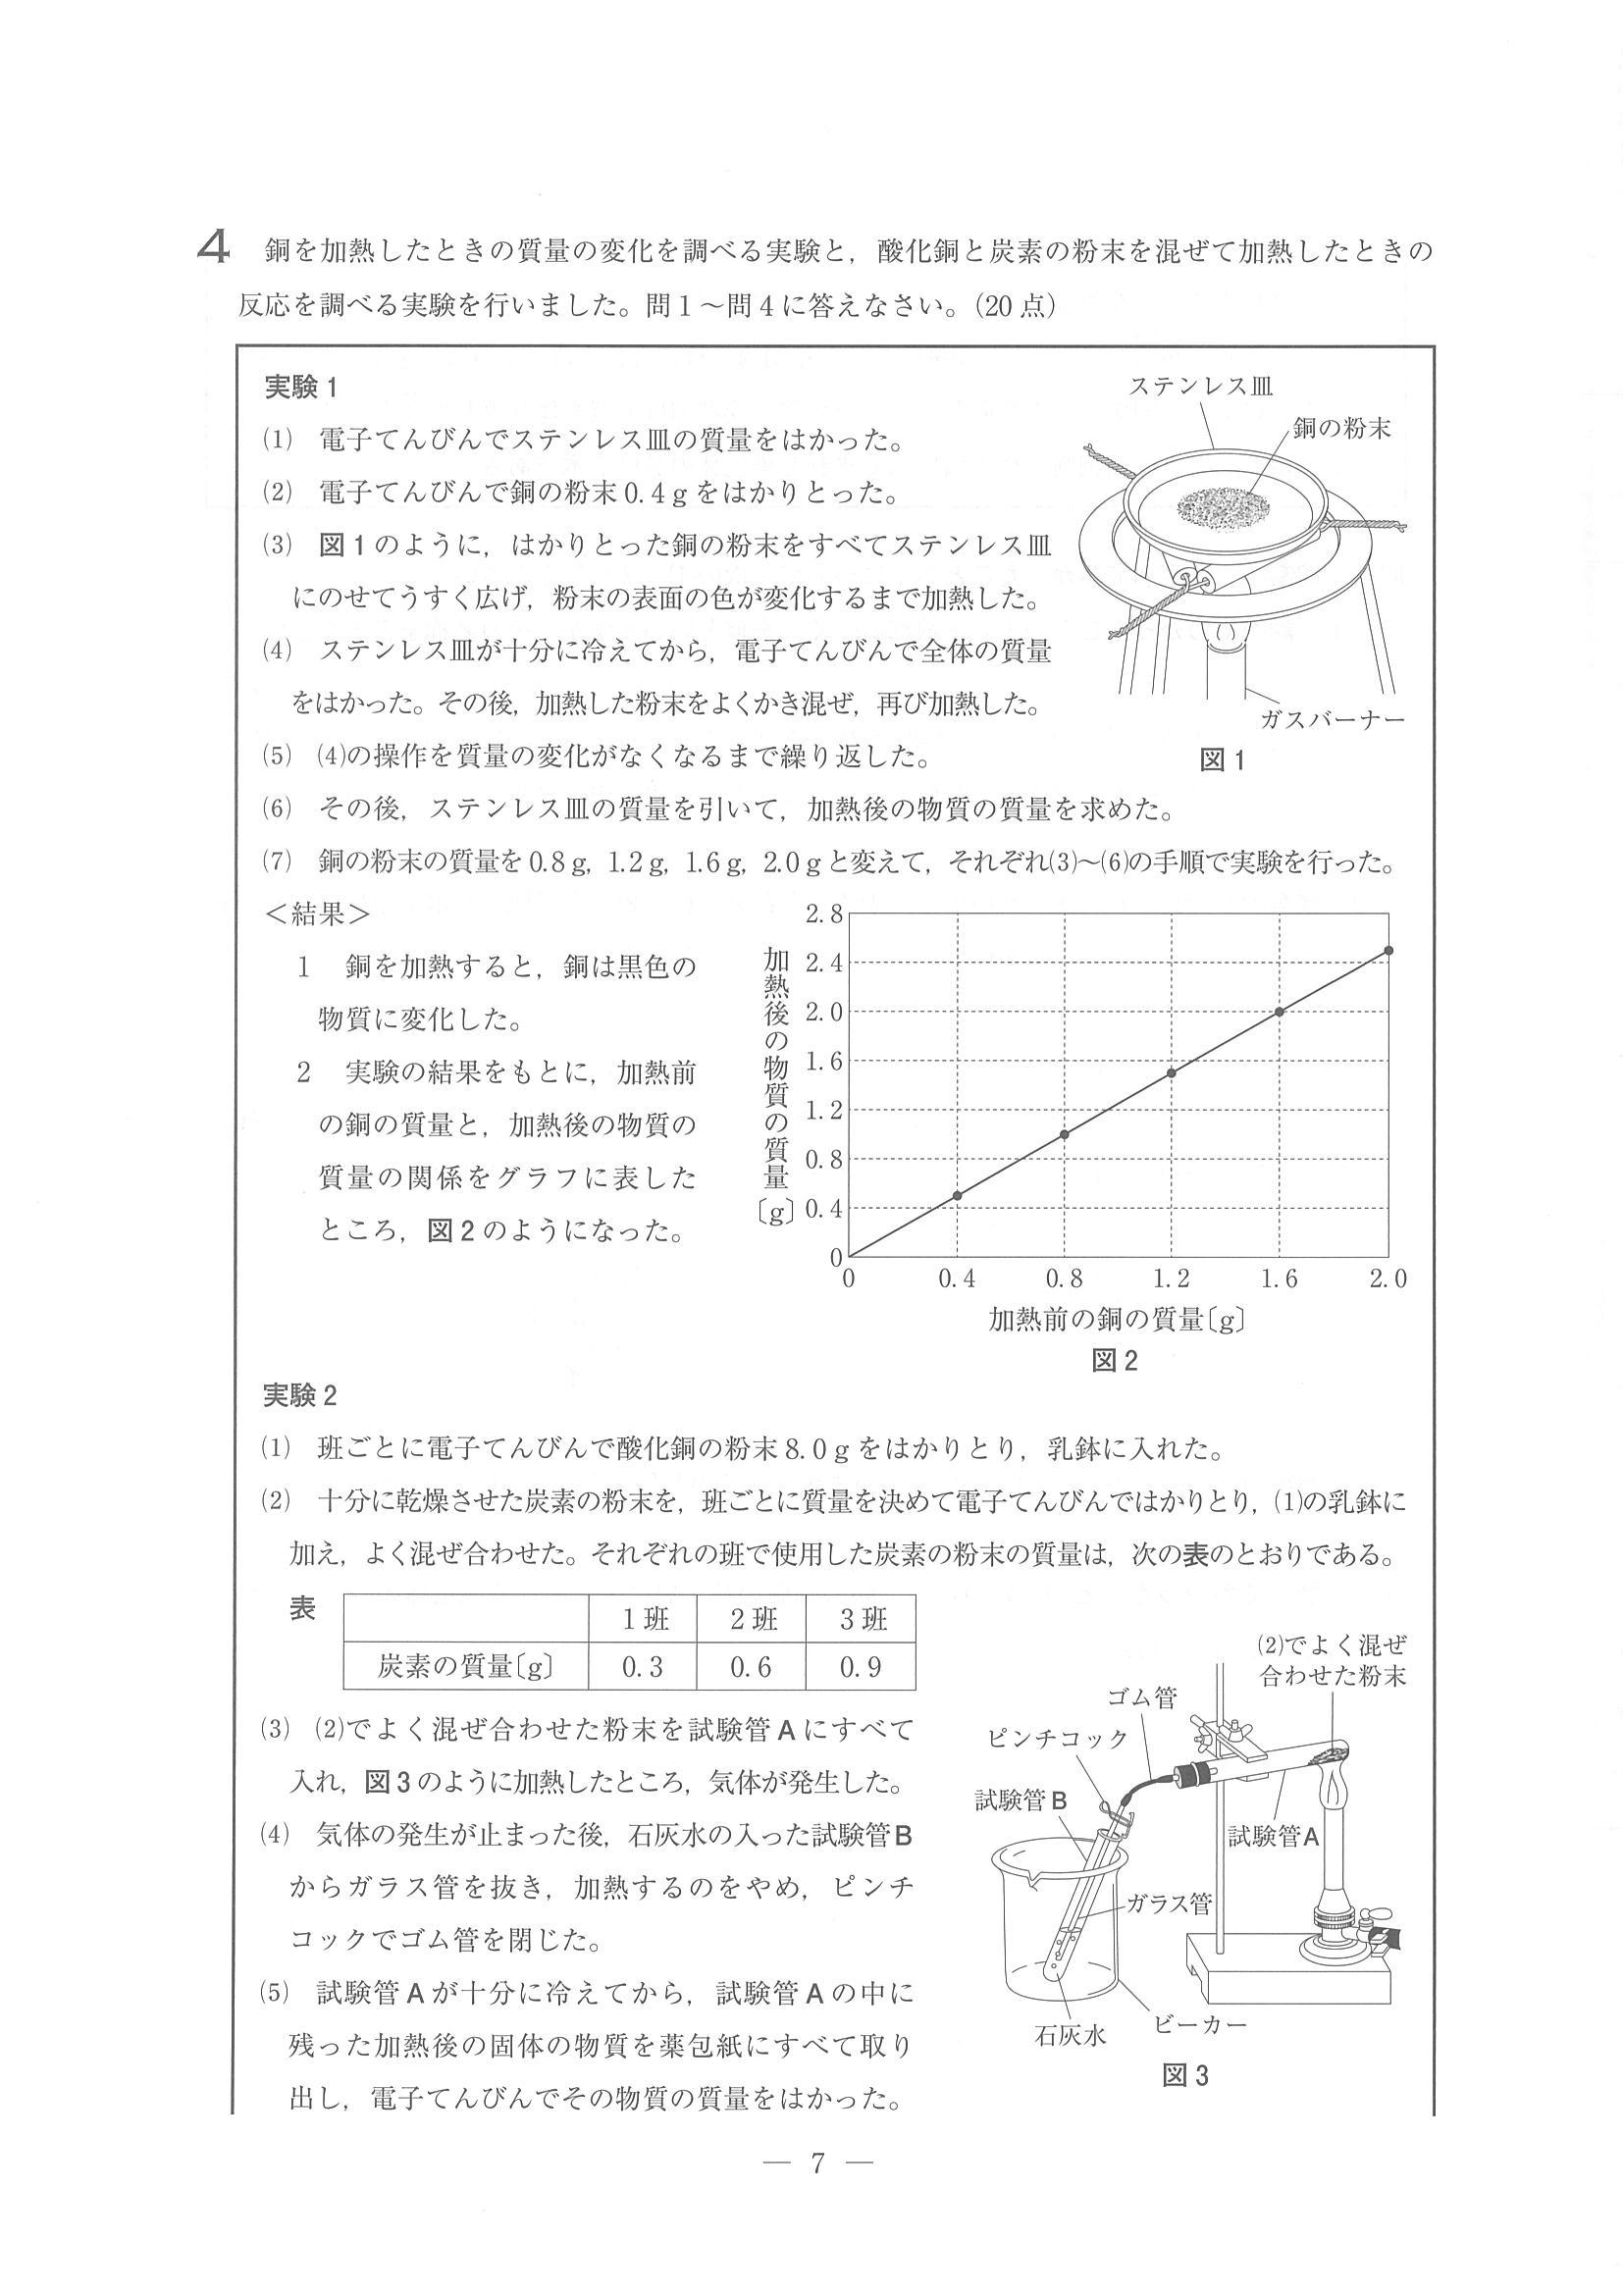 4 銅を加熱したときの質量の変化を調べる実験と，酸化銅と炭素の粉末を混ぜて加熱したときの
反応を調べる実験を行いました。問1～問4に答えなさい。(20点)
実験1
(1) 電子てんびんでステンレス皿の質量をはかった。
(2) 電子てんびんで銅の粉末0.4gをはかりとった。
(3) 図1のように，はかりとった銅の粉末をすべてステンレス皿
にのせてうすく広げ，粉末の表面の色が変化するまで加熱した。
(4) ステンレス皿が十分に冷えてから，電子てんびんで全体の質量
をはかった。その後，加熱した粉末をよくかき混ぜ，再び加熱した。
(5) (4)の操作を質量の変化がなくなるまで繰り返した。
(6) その後，ステンレス皿の質量を引いて，加熱後の物質の質量を求めた。
(7) 銅の粉末の質量を0.8g，1.2g，1.6g，2.0gと変えて，それぞれ(3)～(6)の手順で実験を行った。
ステンレス皿
銅の粉末
ガスバーナー
図1
＜結果＞
1 銅を加熱すると，銅は黒色の
物質に変化した。
2 実験の結果をもとに，加熱前
の銅の質量と，加熱後の物質の
質量の関係をグラフに表した
ところ，図2のようになった。
加熱後の物質の質量〔g〕
2.8
2.4
2.0
1.6
1.2
0.8
0.4
0
0 0.4 0.8 1.2 1.6 2.0
加熱前の銅の質量〔g〕
図2
実験2
(1) 班ごとに電子てんびんで酸化銅の粉末8.0gをはかりとり，乳鉢に入れた。
(2) 十分に乾燥させた炭素の粉末を，班ごとに質量を決めて電子てんびんではかりとり，(1)の乳鉢に
加え，よく混ぜ合わせた。それぞれの班で使用した炭素の粉末の質量は，次の表のとおりである。
表
1班 2班 3班
炭素の質量〔g〕 0.3 0.6 0.9
(3) (2)でよく混ぜ合わせた粉末を試験管Aにすべて
入れ，図3のように加熱したところ，気体が発生した。
(4) 気体の発生が止まった後，石灰水の入った試験管B
からガラス管を抜き，加熱するのをやめ，ピンチ
コックでゴム管を閉じた。
(5) 試験管Aが十分に冷えてから，試験管Aの中に
残った加熱後の固体の物質を薬包紙にすべて取り
出し，電子てんびんでその物質の質量をはかった。
(2)でよく混ぜ
合わせた粉末
ゴム管
ピンチコック
試験管B
試験管A
ガラス管
石灰水
ビーカー
図3
— 7 —